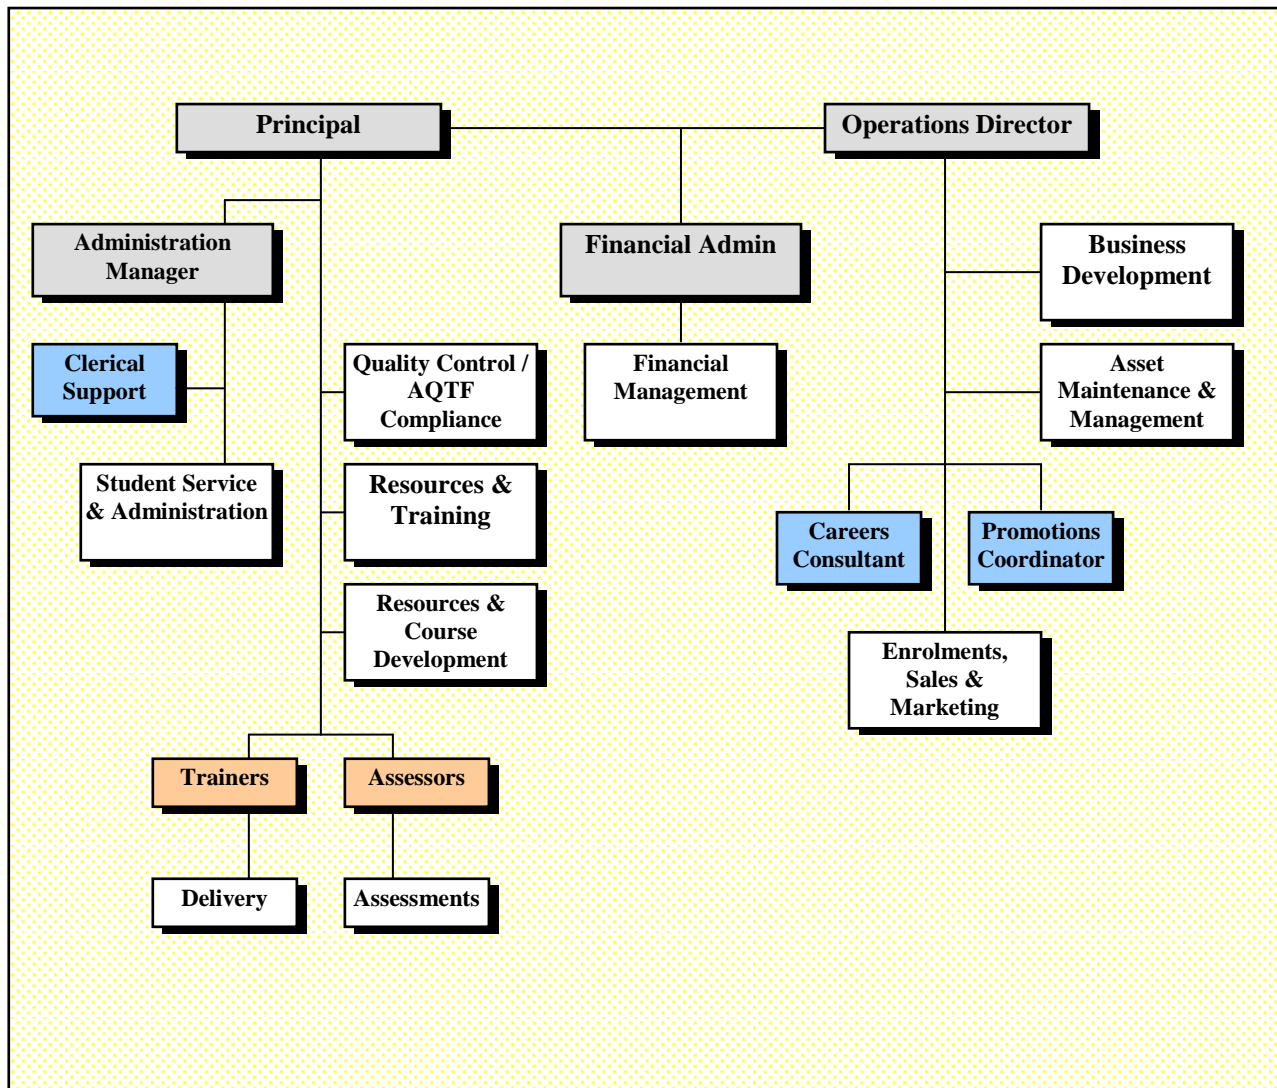 Principal
Operations Director
Administration
Manager
Financial Admin
Business
Development
Clerical
Support
Quality Control /
AQTF
Compliance
Financial
Management
Asset
Maintenance &
Management
Student Service
& Administration
Resources &
Training
Careers
Consultant
Promotions
Coordinator
Resources &
Course
Development
Enrolments,
Sales &
Marketing
Trainers
Assessors
Delivery
Assessments